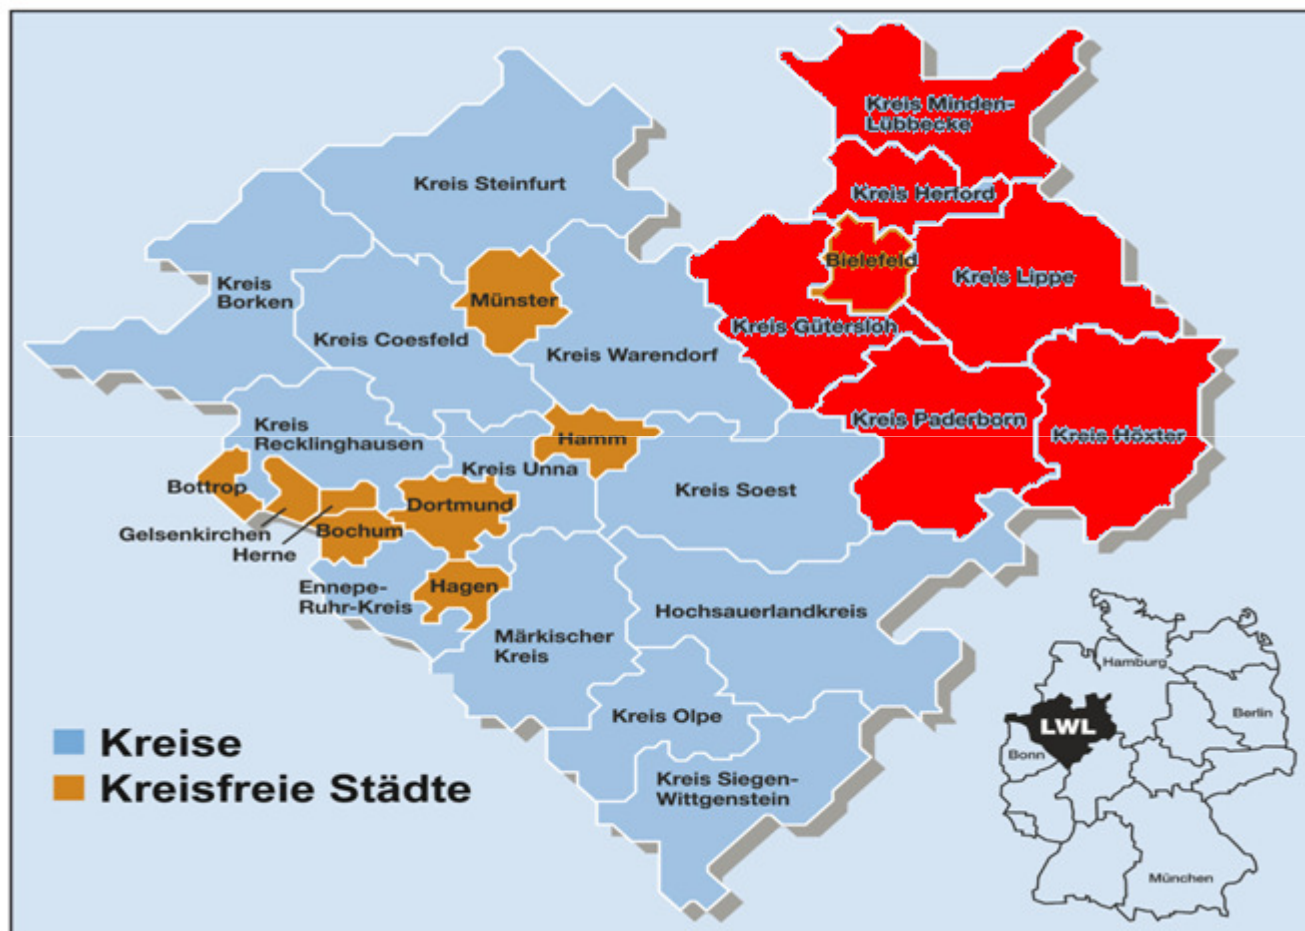 Kreis Minden-
Lübbecke
Kreis Steinfurt
Kreis Herford
Bielefeld
Kreis Lippe
Kreis
Borken
Münster
Kreis Gütersloh
Kreis Coesfeld
Kreis Warendorf
Kreis Paderborn
Kreis Höxter
Kreis
Recklinghausen
Hamm
Kreis Unna
Bottrop
Kreis Soest
Dortmund
Gelsenkirchen
Herne
Bochum
Ennepe-
Ruhr-Kreis
Hagen
Hochsauerlandkreis
Märkischer
Kreis
Kreis Olpe
Kreis Siegen-
Wittgenstein
Kreise
Kreisfreie Städte
Hamburg
Berlin
LWL
Bonn
München